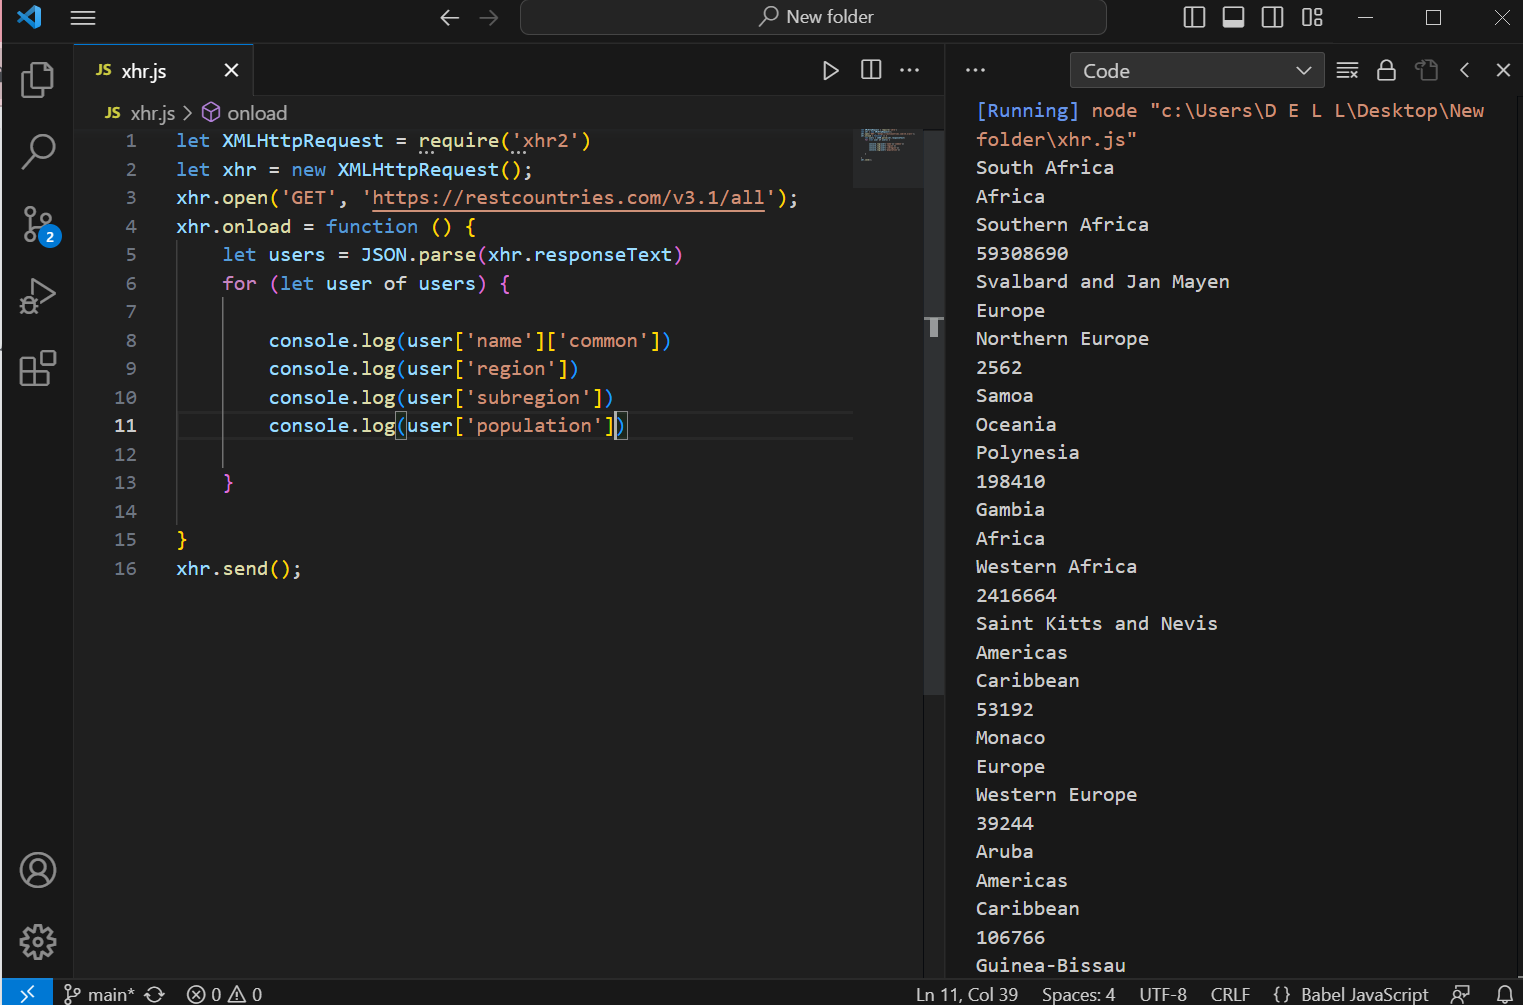 New folder
JS xhr.js
Code
JS xhr.js > onload
1 let XMLHttpRequest = require('xhr2')
2 let xhr = new XMLHttpRequest();
3 xhr.open('GET', 'https://restcountries.com/v3.1/all');
4 xhr.onload = function () {
5 let users = JSON.parse(xhr.responseText)
6 for (let user of users) {
7
8 console.log(user['name']['common'])
9 console.log(user['region'])
10 console.log(user['subregion'])
11 console.log(user['population'])
12
13 }
14
15 }
16 xhr.send();
[Running] node "c:\Users\D E L L\Desktop\New
folder\xhr.js"
South Africa
Africa
Southern Africa
59308690
Svalbard and Jan Mayen
Europe
Northern Europe
2562
Samoa
Oceania
Polynesia
198410
Gambia
Africa
Western Africa
2416664
Saint Kitts and Nevis
Americas
Caribbean
53192
Monaco
Europe
Western Europe
39244
Aruba
Americas
Caribbean
106766
Guinea-Bissau
2
main* 0 0 Ln 11, Col 39 Spaces: 4 UTF-8 CRLF {} Babel JavaScript